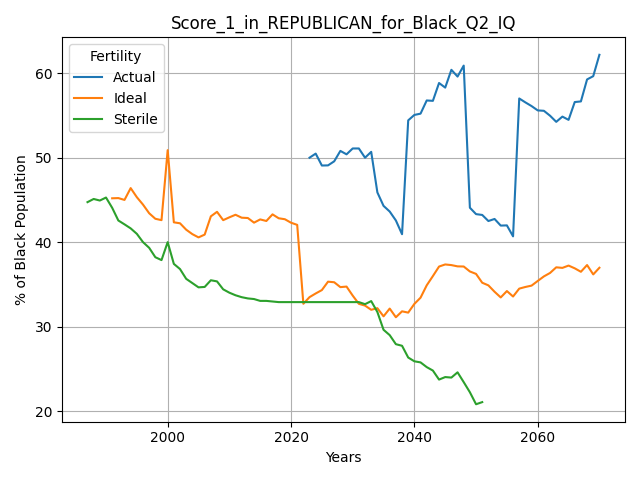 Score_1_in_REPUBLICAN_for_Black_Q2_IQ
Fertility
Actual
Ideal
Sterile
% of Black Population
60
50
40
30
20
2000
2020
2040
2060
Years